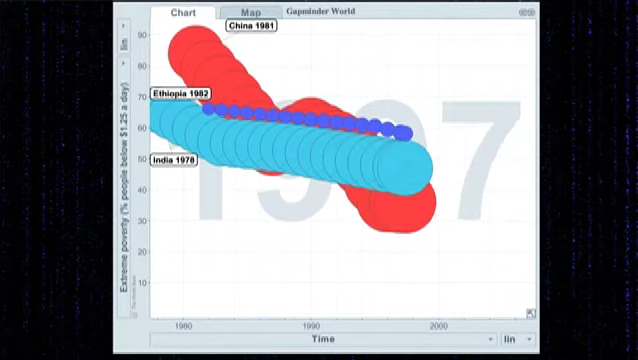 Chart
Map
Gapminder World
China 1981
Ethiopia 1982
India 1978
1997
90
80
70
60
50
40
30
20
10
Extreme poverty (% people below $1.25 a day)
lin
1980
1990
2000
Time
lin